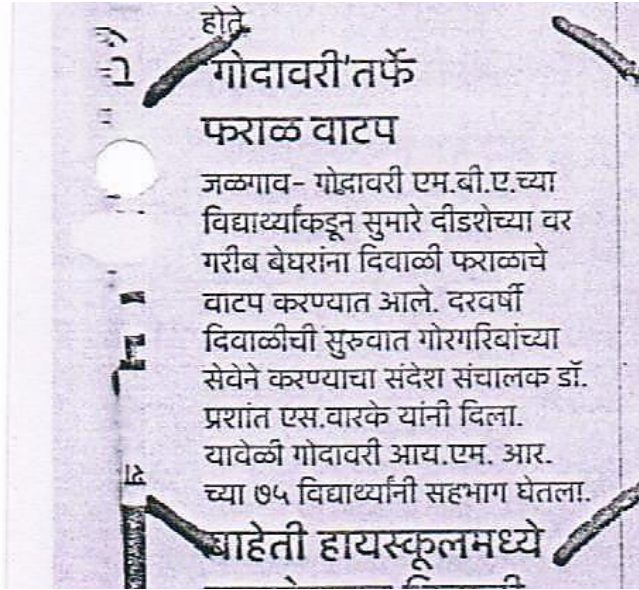 होते
'गोदावरी'तर्फे
फराळ वाटप
जळगाव- गोदावरी एम.बी.ए.च्या
विद्यार्थ्यांकडून सुमारे दीडशेच्या वर
गरीब बेघरांना दिवाळी फराळाचे
वाटप करण्यात आले. दरवर्षी
दिवाळीची सुरुवात गोरगरिबांच्या
सेवेने करण्याचा संदेश संचालक डॉ.
प्रशांत एस.वारके यांनी दिला.
यावेळी गोदावरी आय.एम. आर.
च्या ७५ विद्यार्थ्यांनी सहभाग घेतला.
बाहेती हायस्कूलमध्ये